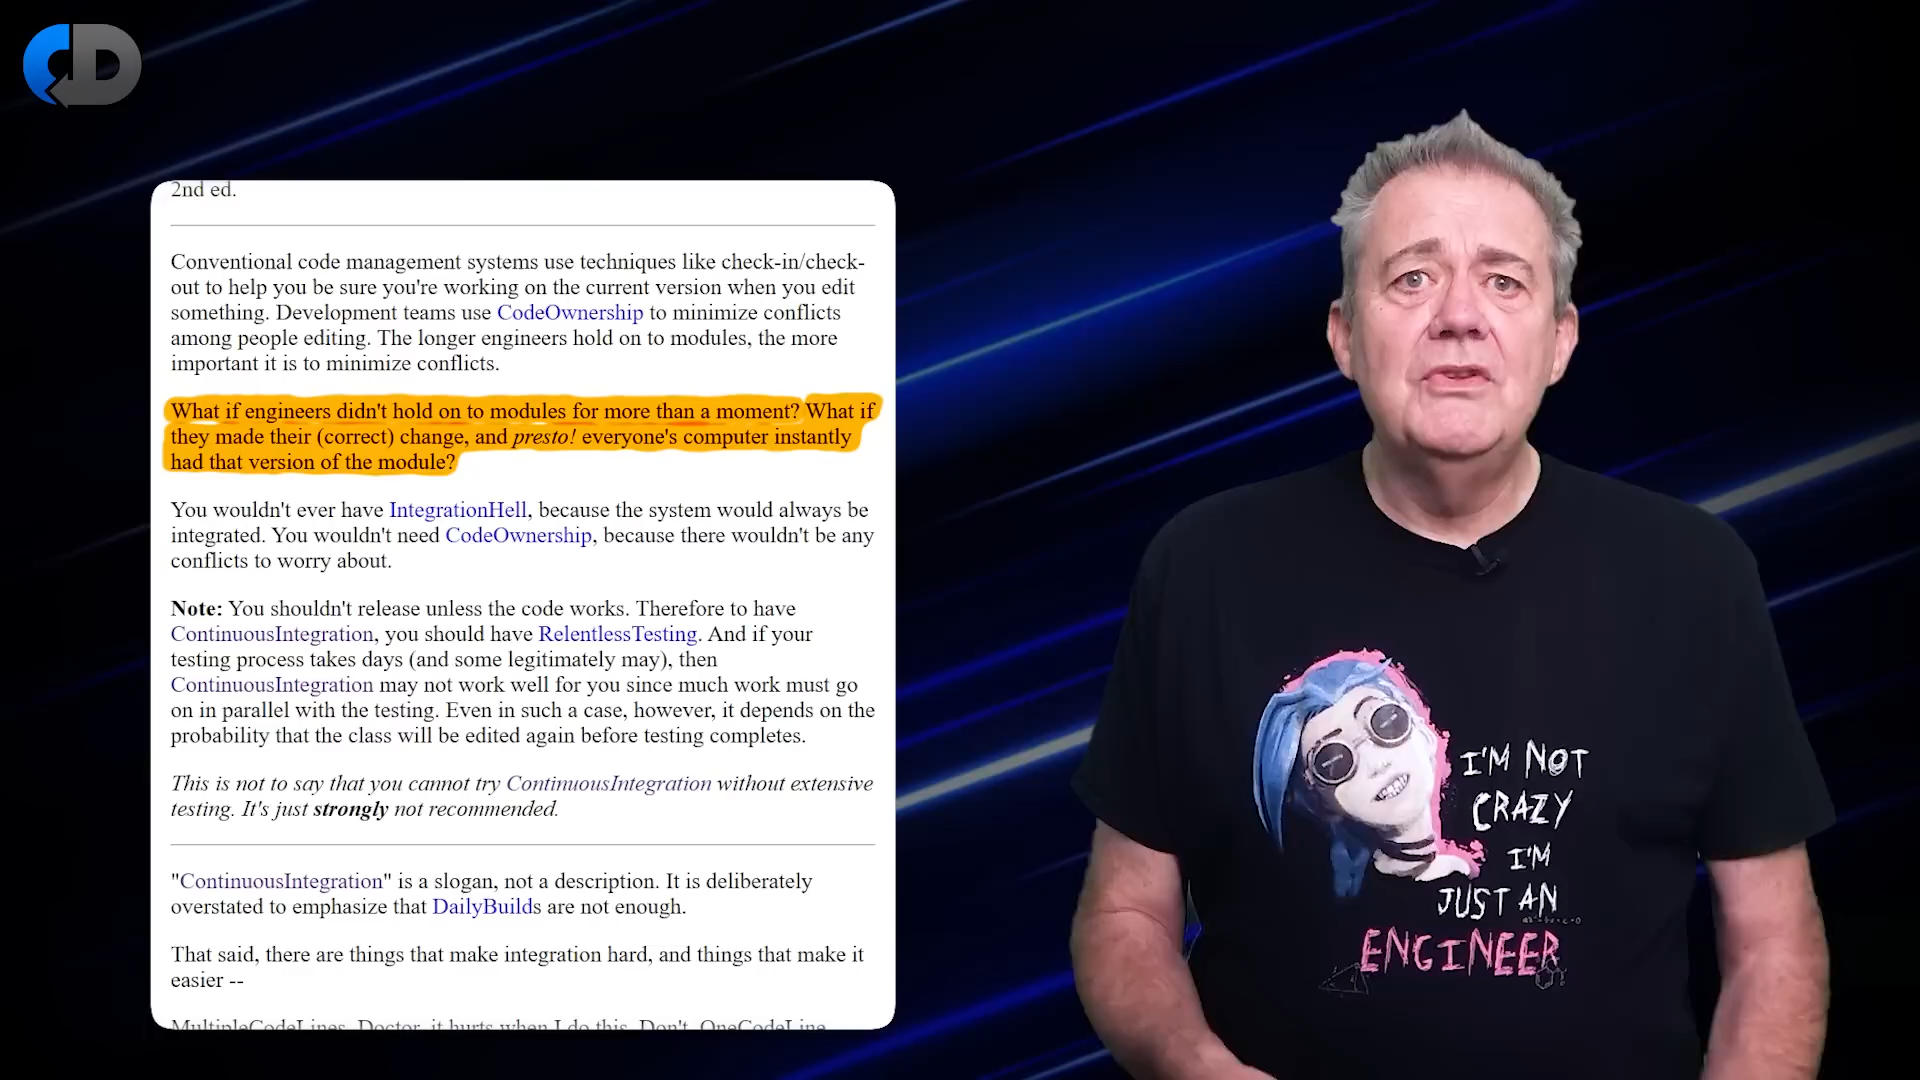 CD
2nd ed.
Conventional code management systems use techniques like check-in/check-
out to help you be sure you're working on the current version when you edit
something. Development teams use CodeOwnership to minimize conflicts
among people editing. The longer engineers hold on to modules, the more
important it is to minimize conflicts.
What if engineers didn't hold on to modules for more than a moment? What if
they made their (correct) change, and presto! everyone's computer instantly
had that version of the module?
You wouldn't ever have IntegrationHell, because the system would always be
integrated. You wouldn't need CodeOwnership, because there wouldn't be any
conflicts to worry about.
Note: You shouldn't release unless the code works. Therefore to have
ContinuousIntegration, you should have RelentlessTesting. And if your
testing process takes days (and some legitimately may), then
ContinuousIntegration may not work well for you since much work must go
on in parallel with the testing. Even in such a case, however, it depends on the
probability that the class will be edited again before testing completes.
This is not to say that you cannot try ContinuousIntegration without extensive
testing. It's just strongly not recommended.
"ContinuousIntegration" is a slogan, not a description. It is deliberately
overstated to emphasize that DailyBuilds are not enough.
That said, there are things that make integration hard, and things that make it
easier --
MultipleCodeLines. Doctor, it hurts when I do this. Don't. OneCodeLine
I'M NOT
CRAZY
I'M
JUST AN
ENGINEER